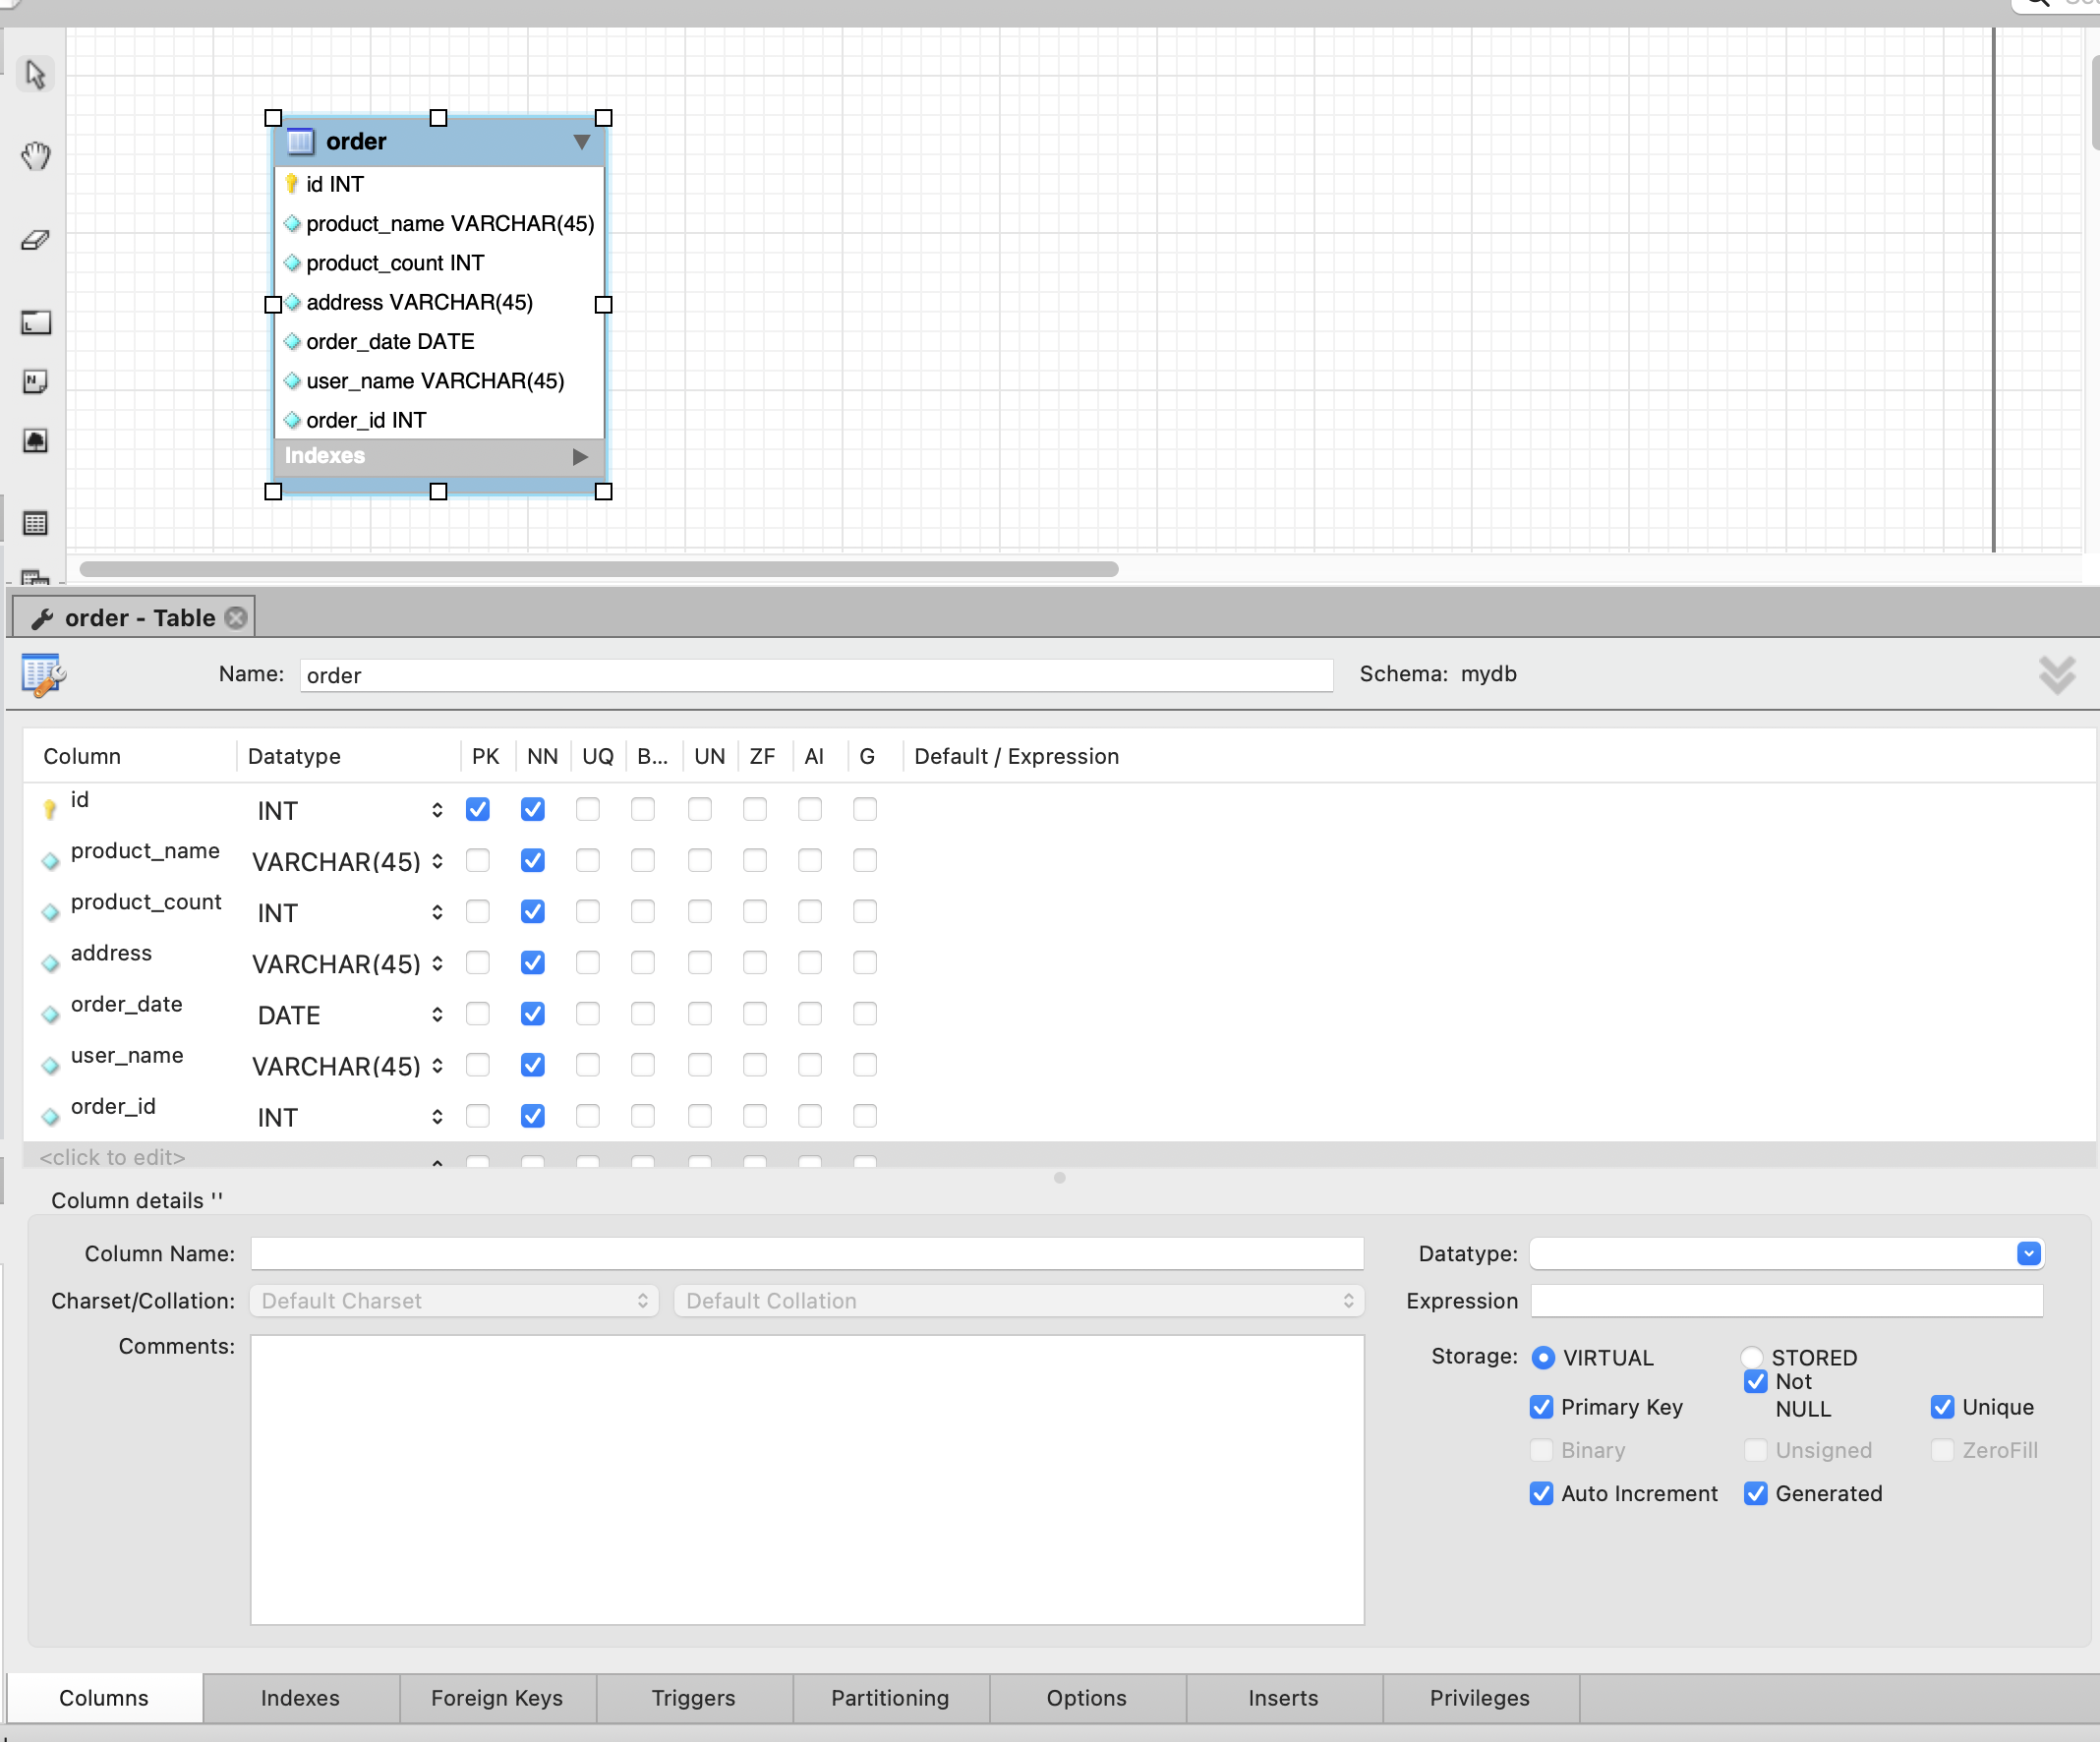 order
id INT
product_name VARCHAR(45)
product_count INT
address VARCHAR(45)
order_date DATE
user_name VARCHAR(45)
order_id INT
Indexes
order - Table
Name: order Schema: mydb
Column Datatype PK NN UQ B... UN ZF AI G Default / Expression
id INT
product_name VARCHAR(45)
product_count INT
address VARCHAR(45)
order_date DATE
user_name VARCHAR(45)
order_id INT
<click to edit>
Column details ''
Column Name: Datatype:
Charset/Collation: Default Charset Default Collation Expression
Comments: Storage: VIRTUAL STORED
Primary Key Not NULL Unique
Binary Unsigned ZeroFill
Auto Increment Generated
Columns Indexes Foreign Keys Triggers Partitioning Options Inserts Privileges